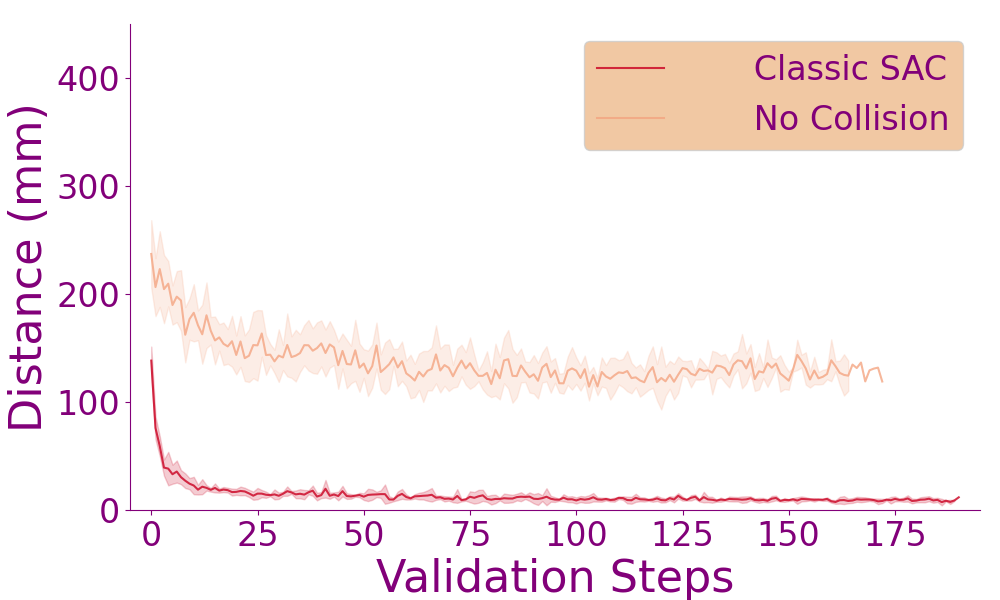 Distance (mm)
400
300
200
100
0
Classic SAC
No Collision
0 25 50 75 100 125 150 175
Validation Steps